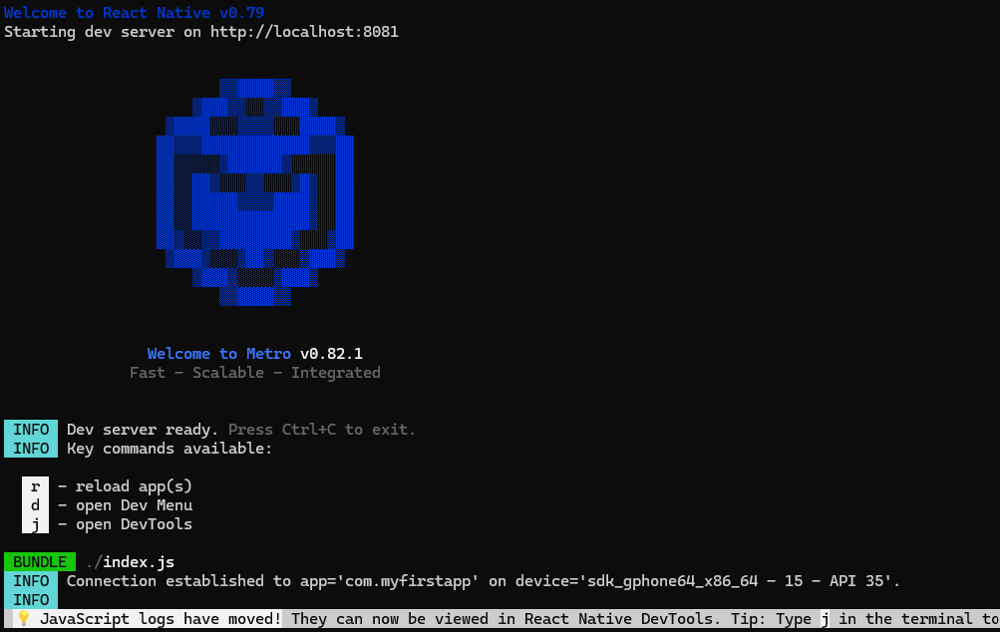 Welcome to React Native v0.79
Starting dev server on http://localhost:8081
Welcome to Metro v0.82.1
Fast - Scalable - Integrated
INFO Dev server ready. Press Ctrl+C to exit.
INFO Key commands available:
r - reload app(s)
d - open Dev Menu
j - open DevTools
BUNDLE ./index.js
INFO Connection established to app='com.myfirstapp' on device='sdk_gphone64_x86_64 - 15 - API 35'.
INFO
💡 JavaScript logs have moved! They can now be viewed in React Native DevTools. Tip: Type j in the terminal to